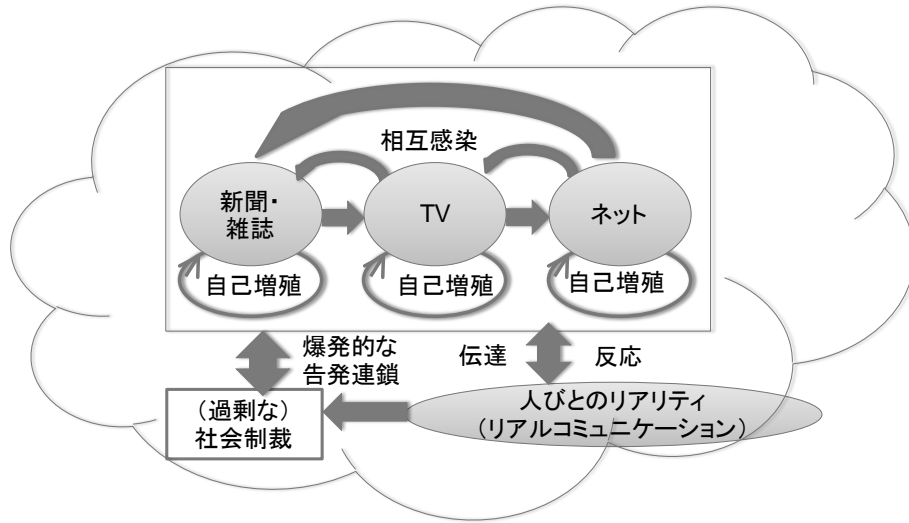 相互感染
新聞・
雑誌
TV
ネット
自己増殖
自己増殖
自己増殖
爆発的な
告発連鎖
伝達
反応
(過剰な)
社会制裁
人びとのリアリティ
(リアルコミュニケーション)